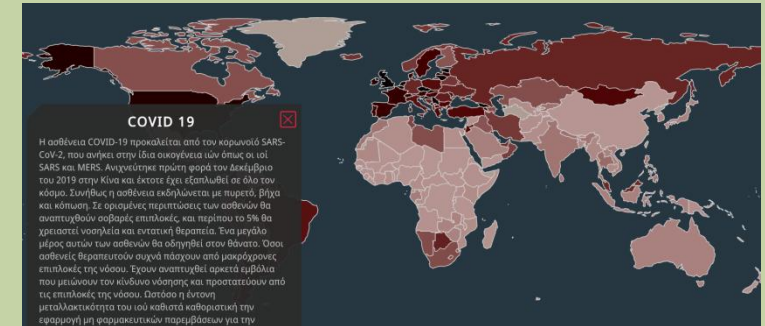 COVID 19
Η ασθένεια COVID-19 προκαλείται από τον κορωνοϊό SARS-
CoV-2, που ανήκει στην ίδια οικογένεια ιών όπως οι ιοί
SARS και MERS. Ανιχνεύτηκε πρώτη φορά τον Δεκέμβριο
του 2019 στην Κίνα και έκτοτε έχει εξαπλωθεί σε όλο τον
κόσμο. Συνήθως η ασθένεια εκδηλώνεται με πυρετό, βήχα
και κόπωση. Σε ορισμένες περιπτώσεις των ασθενών θα
αναπτυχθούν σοβαρές επιπλοκές, και περίπου το 5% θα
χρειαστεί νοσηλεία και εντατική θεραπεία. Ένα μεγάλο
μέρος αυτών των ασθενών θα οδηγηθεί στον θάνατο. Όσοι
ασθενείς θεραπευτούν συχνά πάσχουν από μακρόχρονες
επιπλοκές της νόσου. Έχουν αναπτυχθεί αρκετά εμβόλια
που μειώνουν τον κίνδυνο νόσησης και προστατεύουν από
τις επιπλοκές της νόσου. Ωστόσο η έντονη
μεταλλακτικότητα του ιού καθιστά καθοριστική την
εφαρμογή μη φαρμακευτικών παρεμβάσεων για την